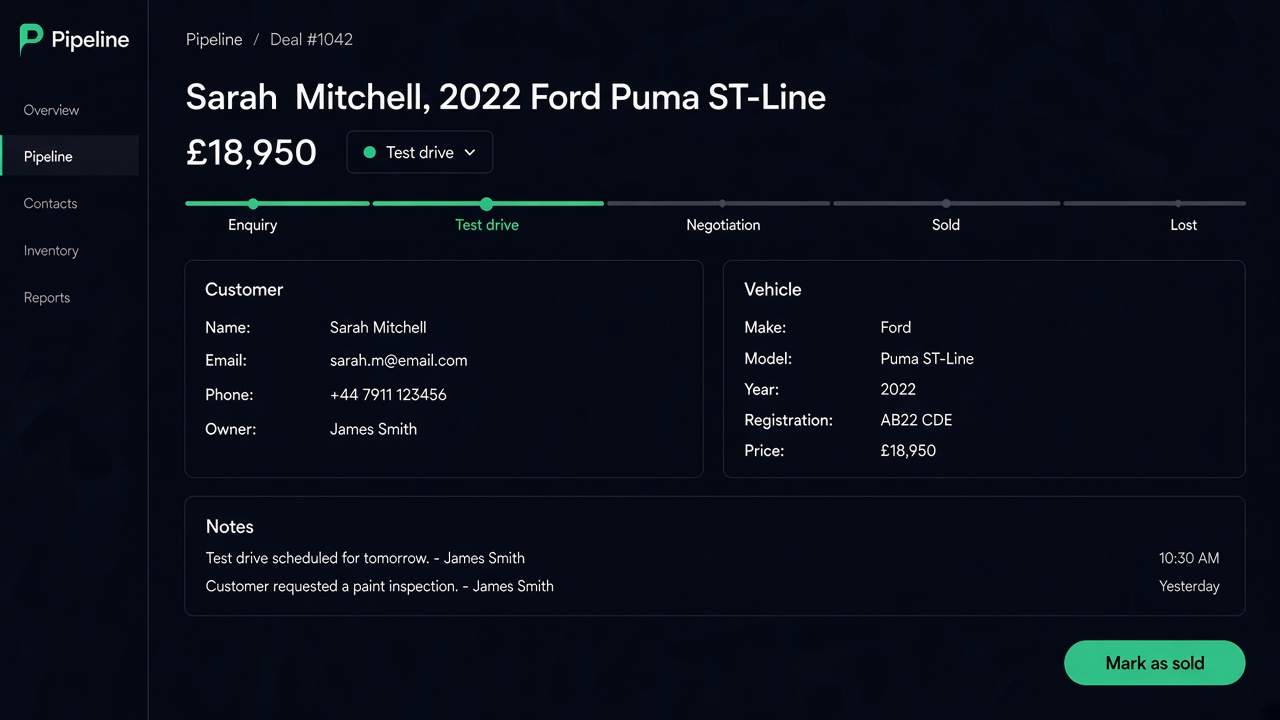 Pipeline
Overview
Pipeline
Contacts
Inventory
Reports
Pipeline / Deal #1042
Sarah Mitchell, 2022 Ford Puma ST-Line
£18,950
Test drive
Enquiry
Test drive
Negotiation
Sold
Lost
Customer
Name: Sarah Mitchell
Email: sarah.m@email.com
Phone: +44 7911 123456
Owner: James Smith
Vehicle
Make: Ford
Model: Puma ST-Line
Year: 2022
Registration: AB22 CDE
Price: £18,950
Notes
Test drive scheduled for tomorrow. - James Smith 10:30 AM
Customer requested a paint inspection. - James Smith Yesterday
Mark as sold